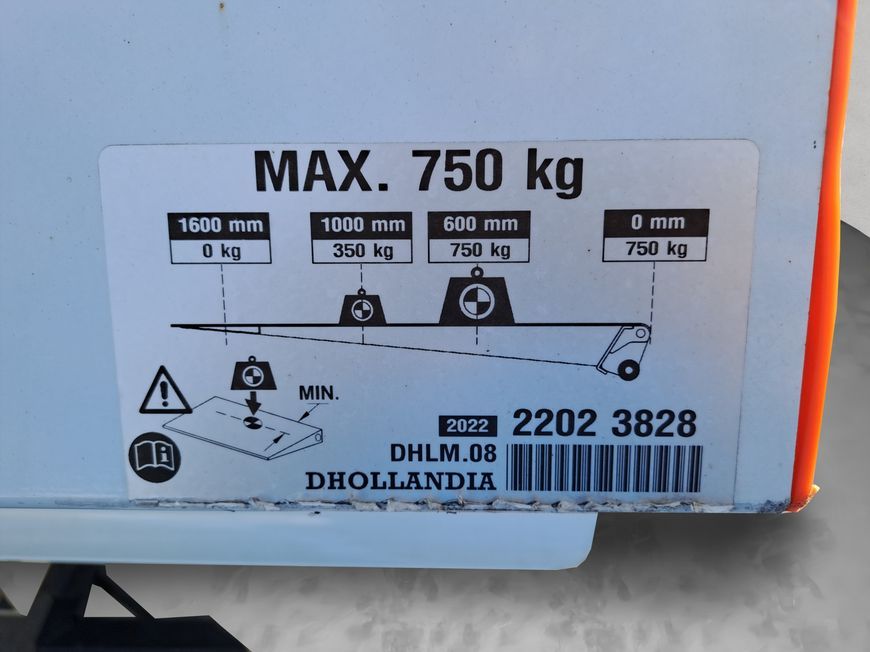 MAX. 750 kg
1600 mm
0 kg
1000 mm
350 kg
600 mm
750 kg
0 mm
750 kg
MIN.
2022 2202 3828
DHLM.08
DHOLLANDIA